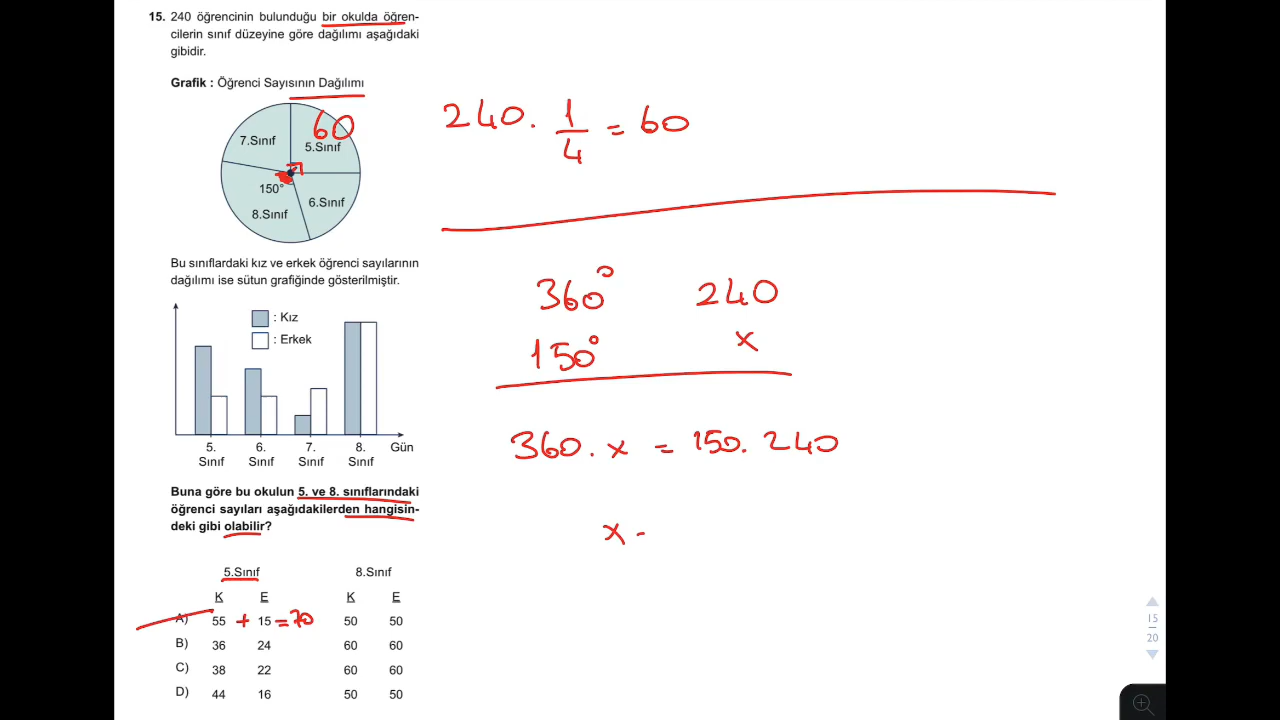 15. 240 öğrencinin bulunduğu bir okulda öğren-
cilerin sınıf düzeyine göre dağılımı aşağıdaki
gibidir.
Grafik : Öğrenci Sayısının Dağılımı
7.Sınıf
60
5.Sınıf
150°
8.Sınıf
6.Sınıf
Bu sınıflardaki kız ve erkek öğrenci sayılarının
dağılımı ise sütun grafiğinde gösterilmiştir.
: Kız
: Erkek
5. 6. 7. 8. Gün
Sınıf Sınıf Sınıf Sınıf
Buna göre bu okulun 5. ve 8. sınıflarındaki
öğrenci sayıları aşağıdakilerden hangisin-
deki gibi olabilir?
5.Sınıf 8.Sınıf
K E K E
A) 55 + 15 = 70 50 50
B) 36 24 60 60
C) 38 22 60 60
D) 44 16 50 50
240 . 1/4 = 60
360° 240
150° x
360 . x = 150 . 240
x -
15
20